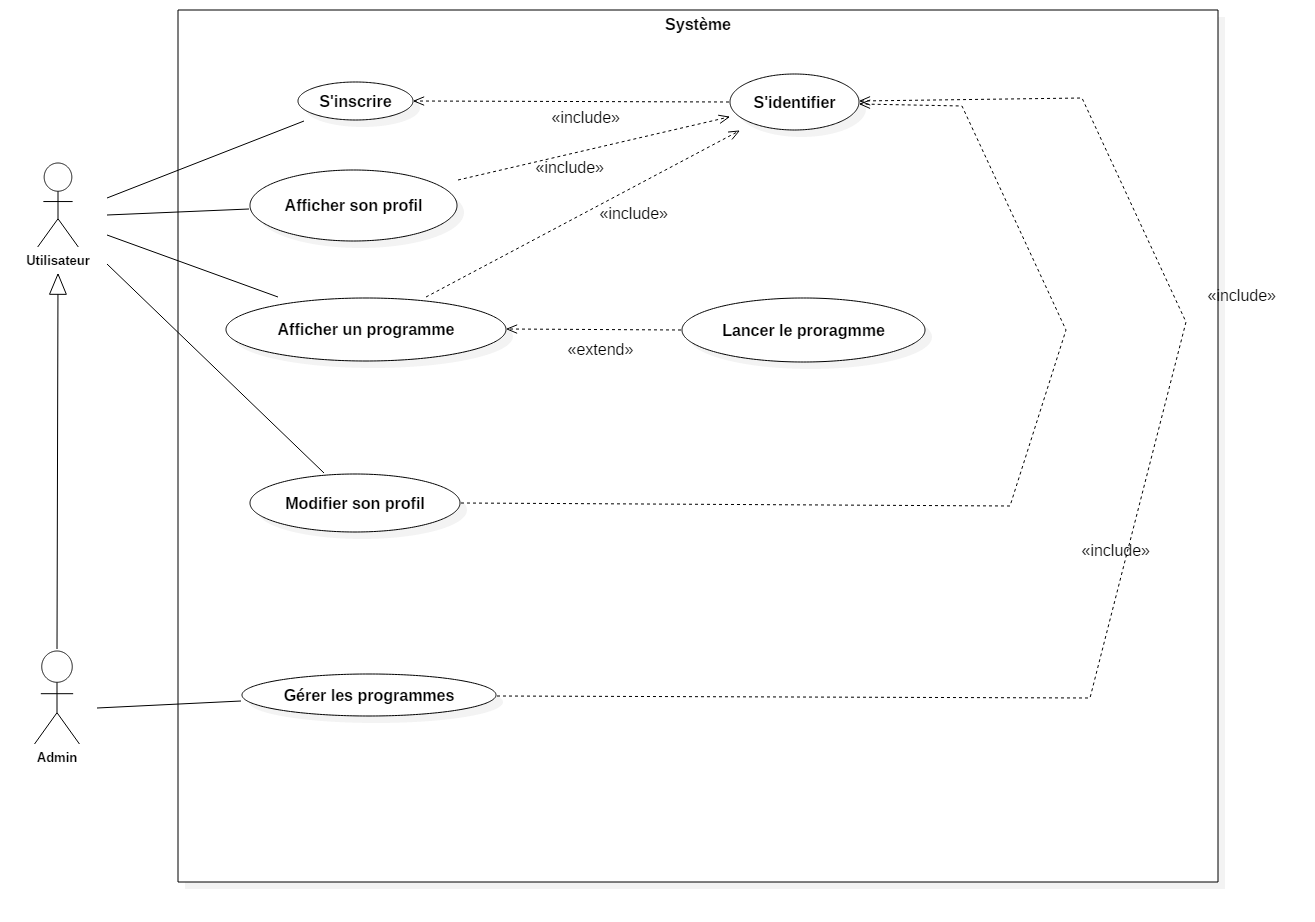 Système
S'inscrire
S'identifier
«include»
«include»
Afficher son profil
«include»
Utilisateur
«include»
Afficher un programme
Lancer le proragmme
«extend»
Modifier son profil
«include»
Gérer les programmes
Admin